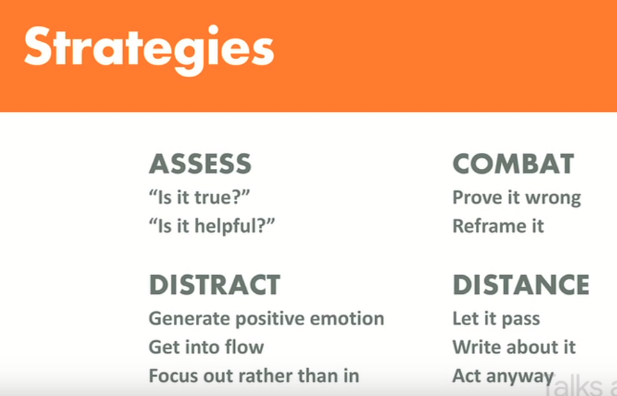 Strategies
ASSESS
“Is it true?”
“Is it helpful?”
COMBAT
Prove it wrong
Reframe it
DISTRACT
Generate positive emotion
Get into flow
Focus out rather than in
DISTANCE
Let it pass
Write about it
Act anyway
Talks a